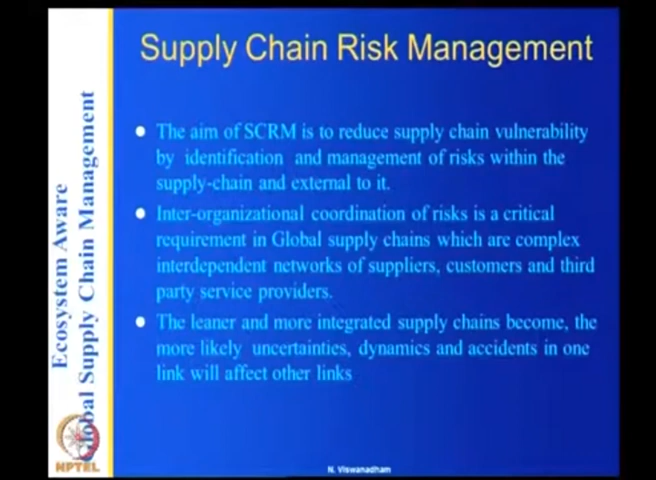 Supply Chain Risk Management
The aim of SCRM is to reduce supply chain vulnerability
by identification and management of risks within the
supply-chain and external to it.
Inter-organizational coordination of risks is a critical
requirement in Global supply chains which are complex
interdependent networks of suppliers, customers and third
party service providers.
The leaner and more integrated supply chains become, the
more likely uncertainties, dynamics and accidents in one
link will affect other links
Ecosystem Aware
Global Supply Chain Management
NPTEL
N. Viswanadham